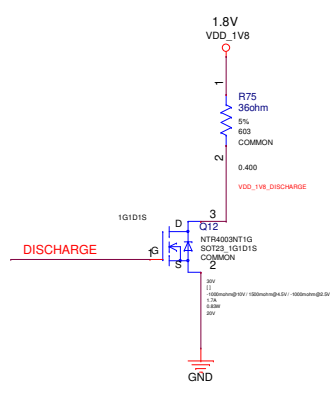 1.8V
VDD_1V8
1
R75
36ohm
5%
603
COMMON
2
0.400
VDD_1V8_DISCHARGE
1G1D1S
3
D
Q12
DISCHARGE
1
G
NTR4003NT1G
SOT23_1G1D1S
COMMON
S
2
30V
[ ]
-1000mohm@10V / 1500mohm@4.5V / -1000mohm@2.5V
1.7A
0.83W
20V
GND